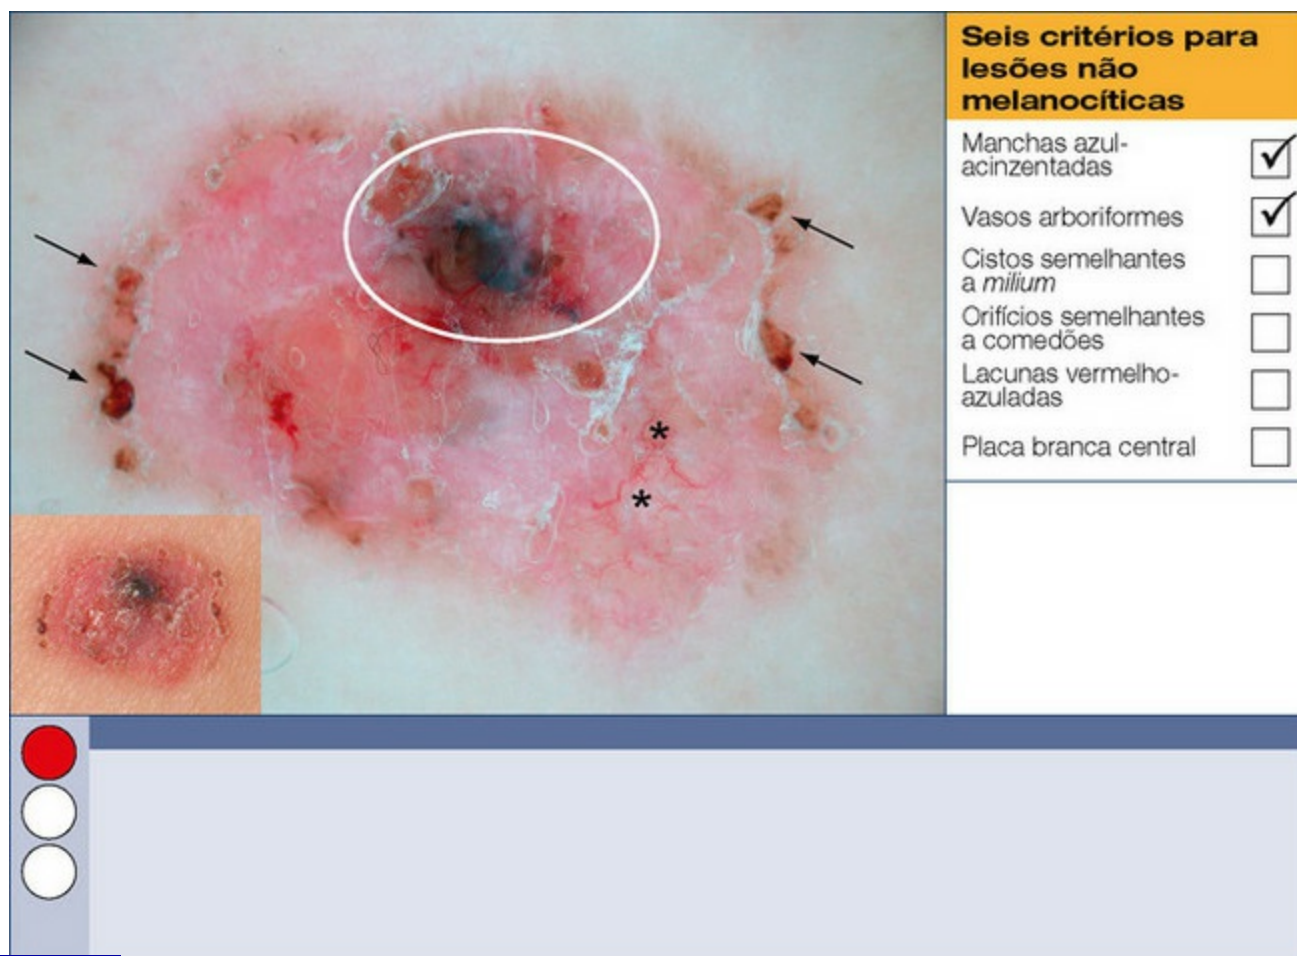 Seis critérios para
lesões não
melanocíticas
Manchas azul-
acinzentadas
Vasos arboriformes
Cistos semelhantes
a milium
Orifícios semelhantes
a comedões
Lacunas vermelho-
azuladas
Placa branca central
*
*